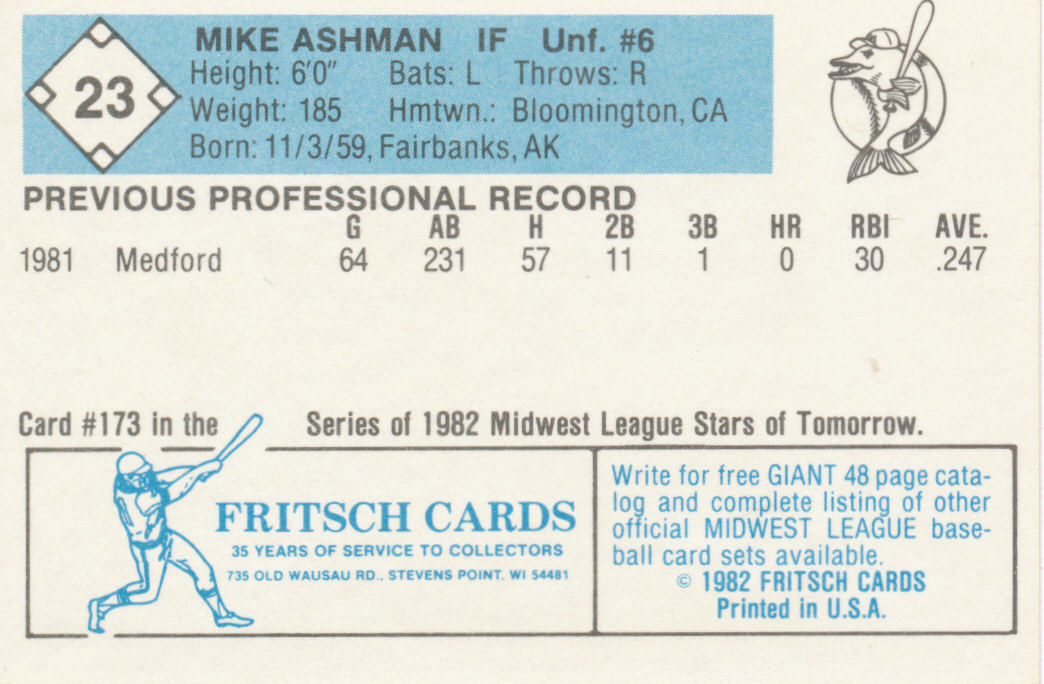 23
MIKE ASHMAN IF Unf. #6
Height: 6'0" Bats: L Throws: R
Weight: 185 Hmtwn.: Bloomington, CA
Born: 11/3/59, Fairbanks, AK
PREVIOUS PROFESSIONAL RECORD
G AB H 2B 3B HR RBI AVE.
1981 Medford 64 231 57 11 1 0 30 .247
Card #173 in the Series of 1982 Midwest League Stars of Tomorrow.
FRITSCH CARDS
35 YEARS OF SERVICE TO COLLECTORS
735 OLD WAUSAU RD., STEVENS POINT, WI 54481
Write for free GIANT 48 page cata-
log and complete listing of other
official MIDWEST LEAGUE base-
ball card sets available.
© 1982 FRITSCH CARDS
Printed in U.S.A.